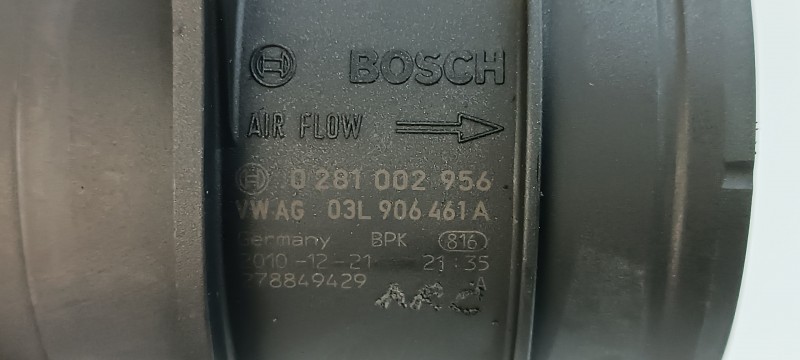 BOSCH
AIR FLOW
0 281 002 956
VW AG 03L 906 461 A
Germany BPK 816
2010-12-21 21:35
278849429 A